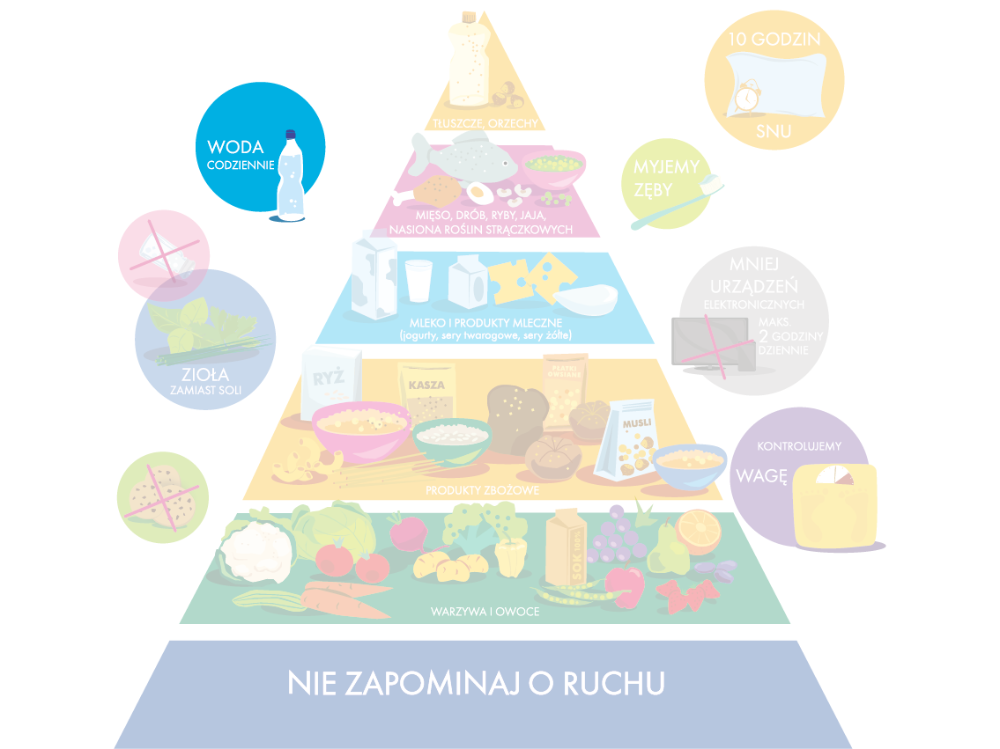 10 GODZIN
SNU
WODA
CODZIENNIE
TŁUSZCZE, ORZECHY
MYJEMY
ZĘBY
MIĘSO, DRÓB, RYBY, JAJA,
NASIONA ROŚLIN STRĄCZKOWYCH
MNIEJ
URZĄDZEŃ
ELEKTRONICZNYCH
MAKS.
2 GODZINY
DZIENNIE
MLEKO I PRODUKTY MLECZNE
(jogurty, sery twarogowe, sery żółte)
ZIOŁA
ZAMIAST SOLI
RYŻ
KASZA
PŁATKI
OWSIANE
MUSLI
PRODUKTY ZBOŻOWE
KONTROLUJEMY
WAGĘ
SOK 100%
WARZYWA I OWOCE
NIE ZAPOMINAJ O RUCHU